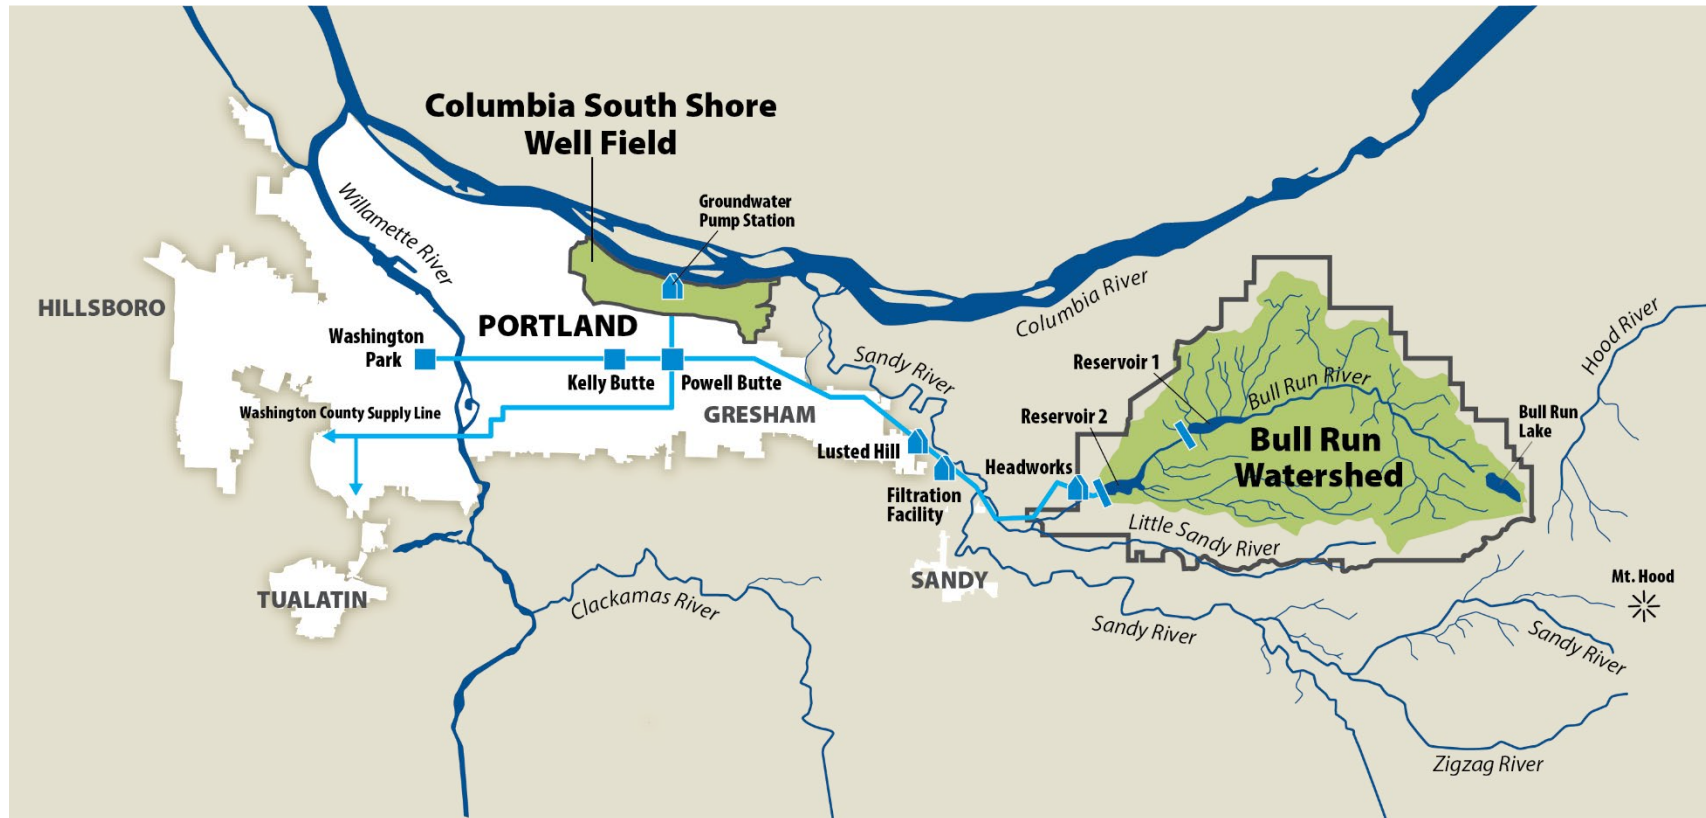 Columbia South Shore
Well Field
Groundwater
Pump Station
Willamette River
Columbia River
HILLSBORO
PORTLAND
Washington
Park
Kelly Butte
Powell Butte
Washington County Supply Line
GRESHAM
Sandy River
Lusted Hill
Filtration
Facility
Headworks
Reservoir 2
Reservoir 1
Bull Run River
Bull Run
Watershed
Bull Run
Lake
Hood River
Little Sandy River
SANDY
TUALATIN
Clackamas River
Sandy River
Mt. Hood
Sandy River
Zigzag River